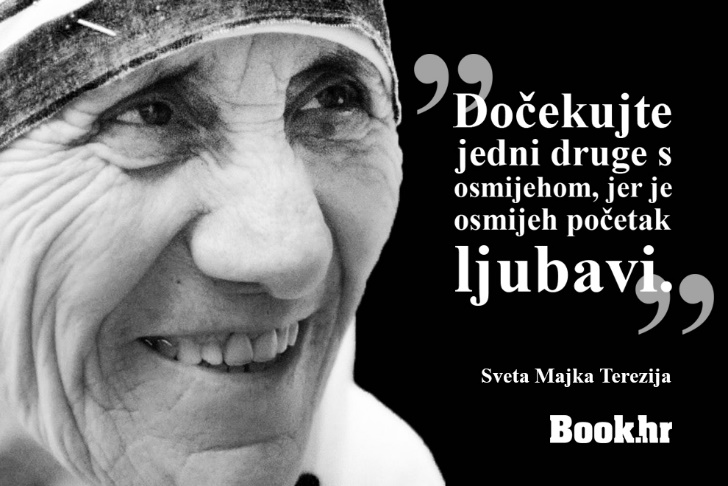 „Dočekujte
jedni druge s
osmijehom, jer je
osmijeh početak
ljubavi.”
Sveta Majka Terezija
Book.hr